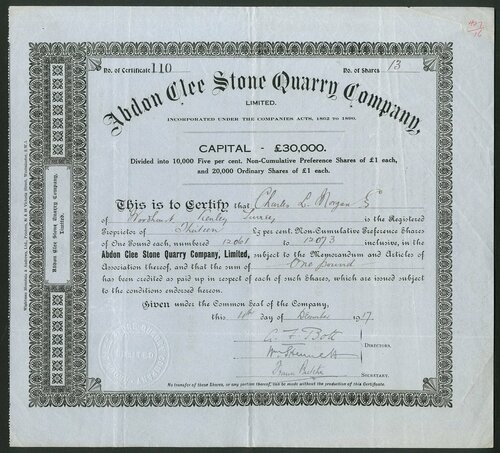 No. of Certificate 110
No. of Shares 13
Abdon Clee Stone Quarry Company,
LIMITED.
INCORPORATED UNDER THE COMPANIES ACTS, 1862 TO 1890.
CAPITAL - £30,000.
Divided into 10,000 Five per cent. Non-Cumulative Preference Shares of £1 each,
and 20,000 Ordinary Shares of £1 each.
This is to Certify that Charles L. Morgan
of Kenley Surrey is the Registered
Proprietor of Thirteen £5 per cent. Non-Cumulative Preference Shares
of One Pound each, numbered 12061 to 12073 inclusive, in the
Abdon Clee Stone Quarry Company, Limited, subject to the Memorandum and Articles of
Association thereof, and that the sum of One pound
has been credited as paid up in respect of each of such Shares, which are issued subject
to the conditions endorsed hereon.
Given under the Common Seal of the Company,
this 11th day of December 1917
DIRECTORS,
SECRETARY.
No transfer of these Shares, or any portion thereof, can be made without the production of this Certificate.
Abdon Clee Stone Quarry Company,
Limited.